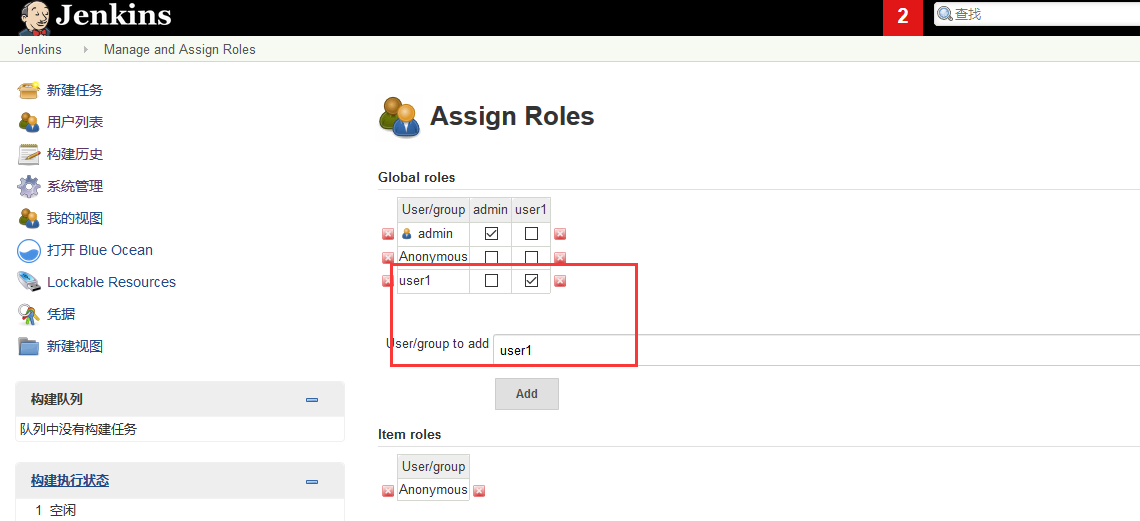 Jenkins
2
查找
Jenkins
Manage and Assign Roles
新建任务
用户列表
构建历史
系统管理
我的视图
打开 Blue Ocean
Lockable Resources
凭据
新建视图
构建队列
队列中没有构建任务
构建执行状态
1 空闲
Assign Roles
Global roles
User/group admin user1
admin
Anonymous
user1
User/group to add user1
Add
Item roles
User/group
Anonymous